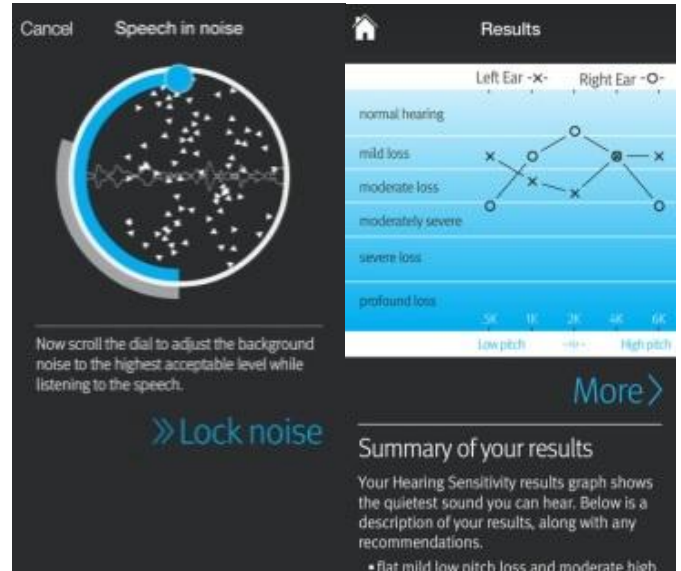 Cancel
Speech in noise
Now scroll the dial to adjust the background
noise to the highest acceptable level while
listening to the speech.
Lock noise
Results
Left Ear -x- Right Ear -O-
normal hearing
mild loss
moderate loss
moderately severe
severe loss
profound loss
.5K 1K 2K 4K 6K
Low pitch High pitch
More
Summary of your results
Your Hearing Sensitivity results graph shows
the quietest sound you can hear. Below is a
description of your results, along with any
recommendations.
• flat mild low pitch loss and moderate high